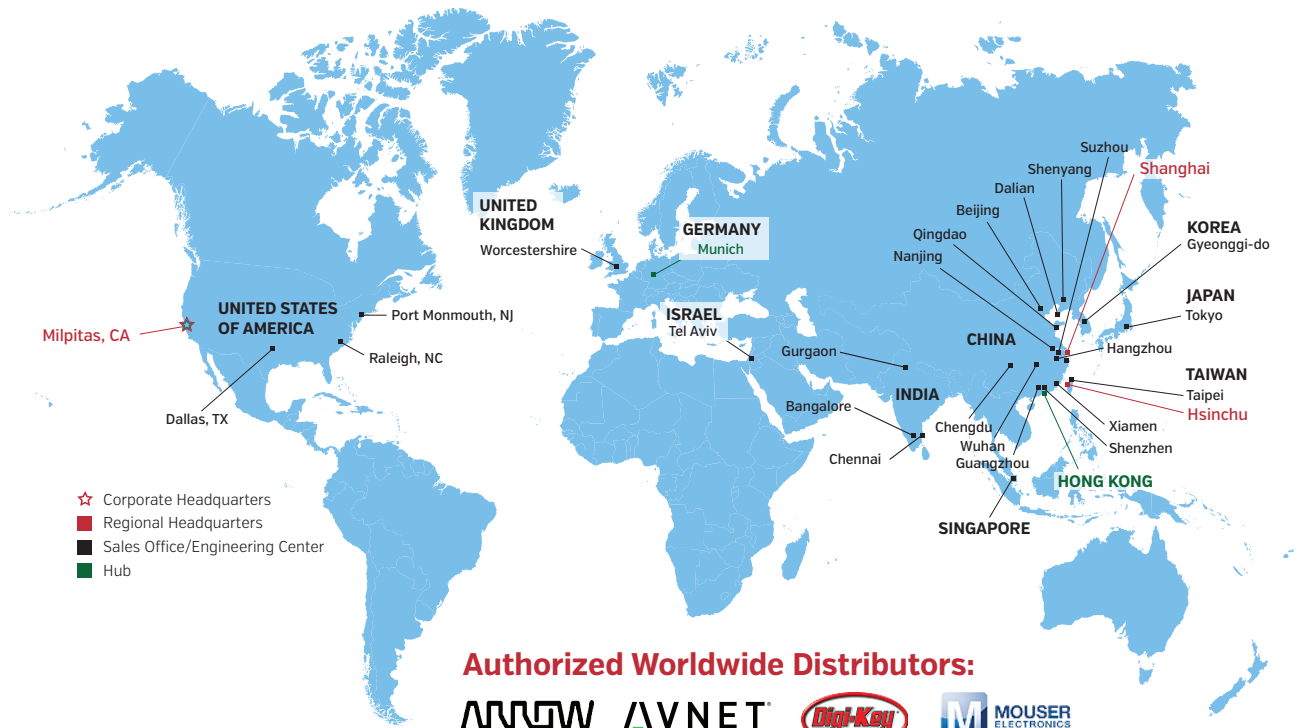 Suzhou
Shenyang
Shanghai
Dalian
Beijing
Qingdao
Nanjing
UNITED
KINGDOM
Worcestershire
GERMANY
Munich
KOREA
Gyeonggi-do
JAPAN
Tokyo
UNITED STATES
OF AMERICA
Port Monmouth, NJ
Milpitas, CA
Raleigh, NC
Dallas, TX
ISRAEL
Tel Aviv
CHINA
Hangzhou
Gurgaon
INDIA
TAIWAN
Taipei
Hsinchu
Bangalore
Chennai
Chengdu
Wuhan
Guangzhou
Xiamen
Shenzhen
HONG KONG
SINGAPORE
Corporate Headquarters
Regional Headquarters
Sales Office/Engineering Center
Hub
Authorized Worldwide Distributors:
ARROW
AVNET
Digi-Key
M MOUSER
ELECTRONICS